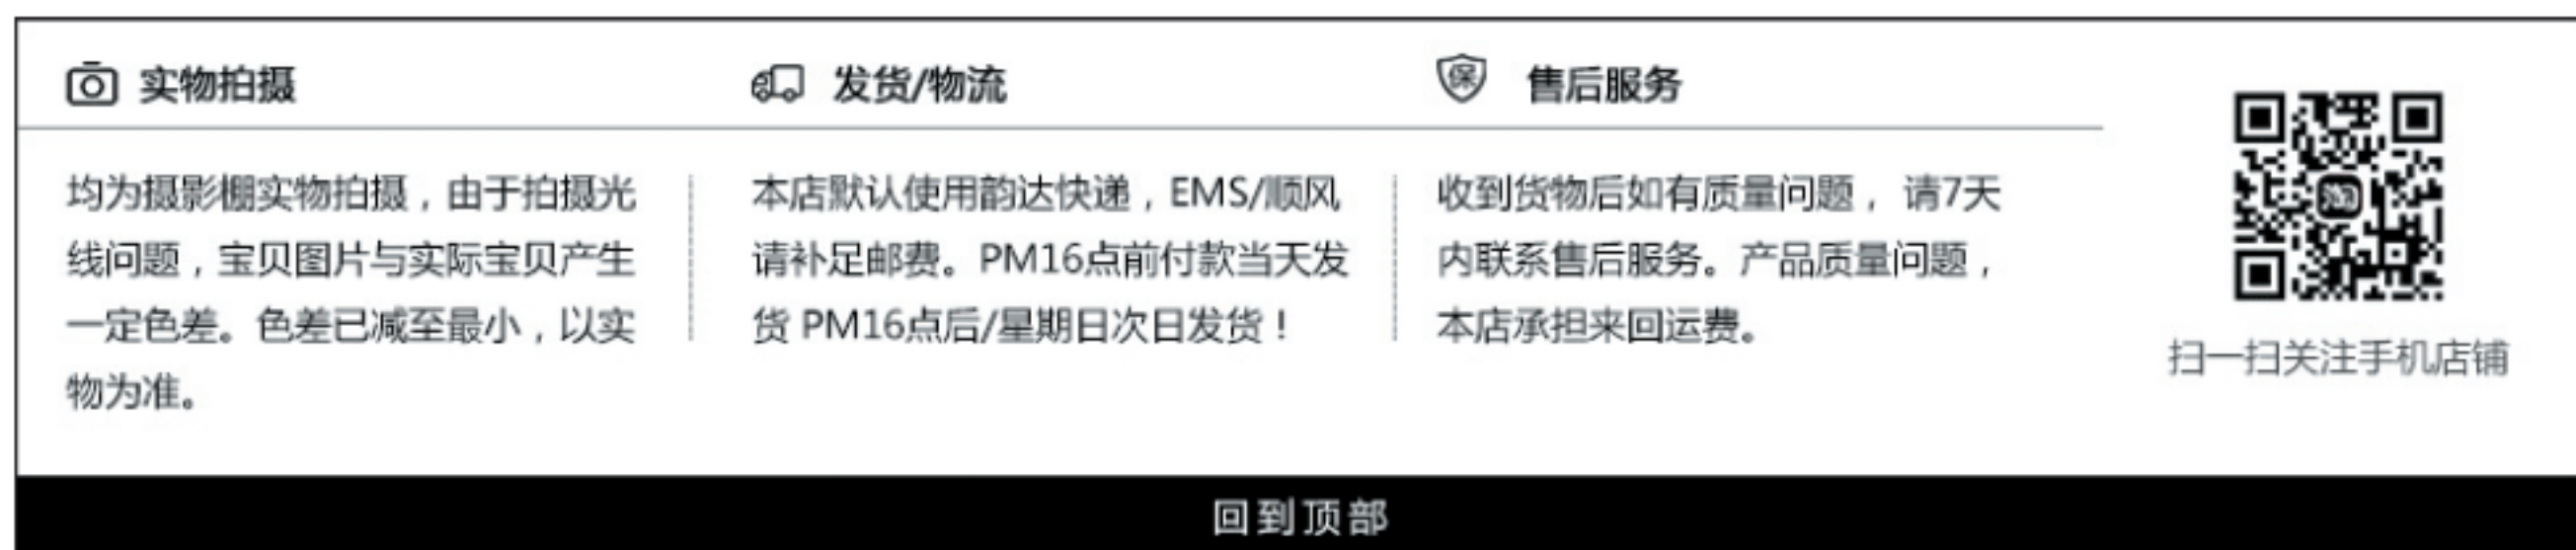 实物拍摄
均为摄影棚实物拍摄，由于拍摄光
线问题，宝贝图片与实际宝贝产生
一定色差。色差已减至最小，以实
物为准。
发货/物流
本店默认使用韵达快递，EMS/顺风
请补足邮费。PM16点前付款当天发
货 PM16点后/星期日次日发货！
保
售后服务
收到货物后如有质量问题， 请7天
内联系售后服务。产品质量问题，
本店承担来回运费。
扫一扫关注手机店铺
回到顶部